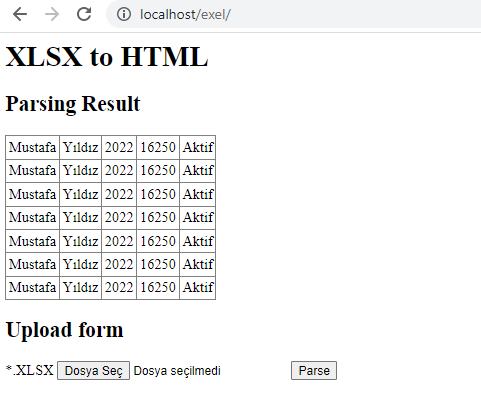 localhost/exel/
XLSX to HTML
Parsing Result
Mustafa Yıldız 2022 16250 Aktif
Mustafa Yıldız 2022 16250 Aktif
Mustafa Yıldız 2022 16250 Aktif
Mustafa Yıldız 2022 16250 Aktif
Mustafa Yıldız 2022 16250 Aktif
Mustafa Yıldız 2022 16250 Aktif
Mustafa Yıldız 2022 16250 Aktif
Upload form
*.XLSX Dosya Seç Dosya seçilmedi Parse